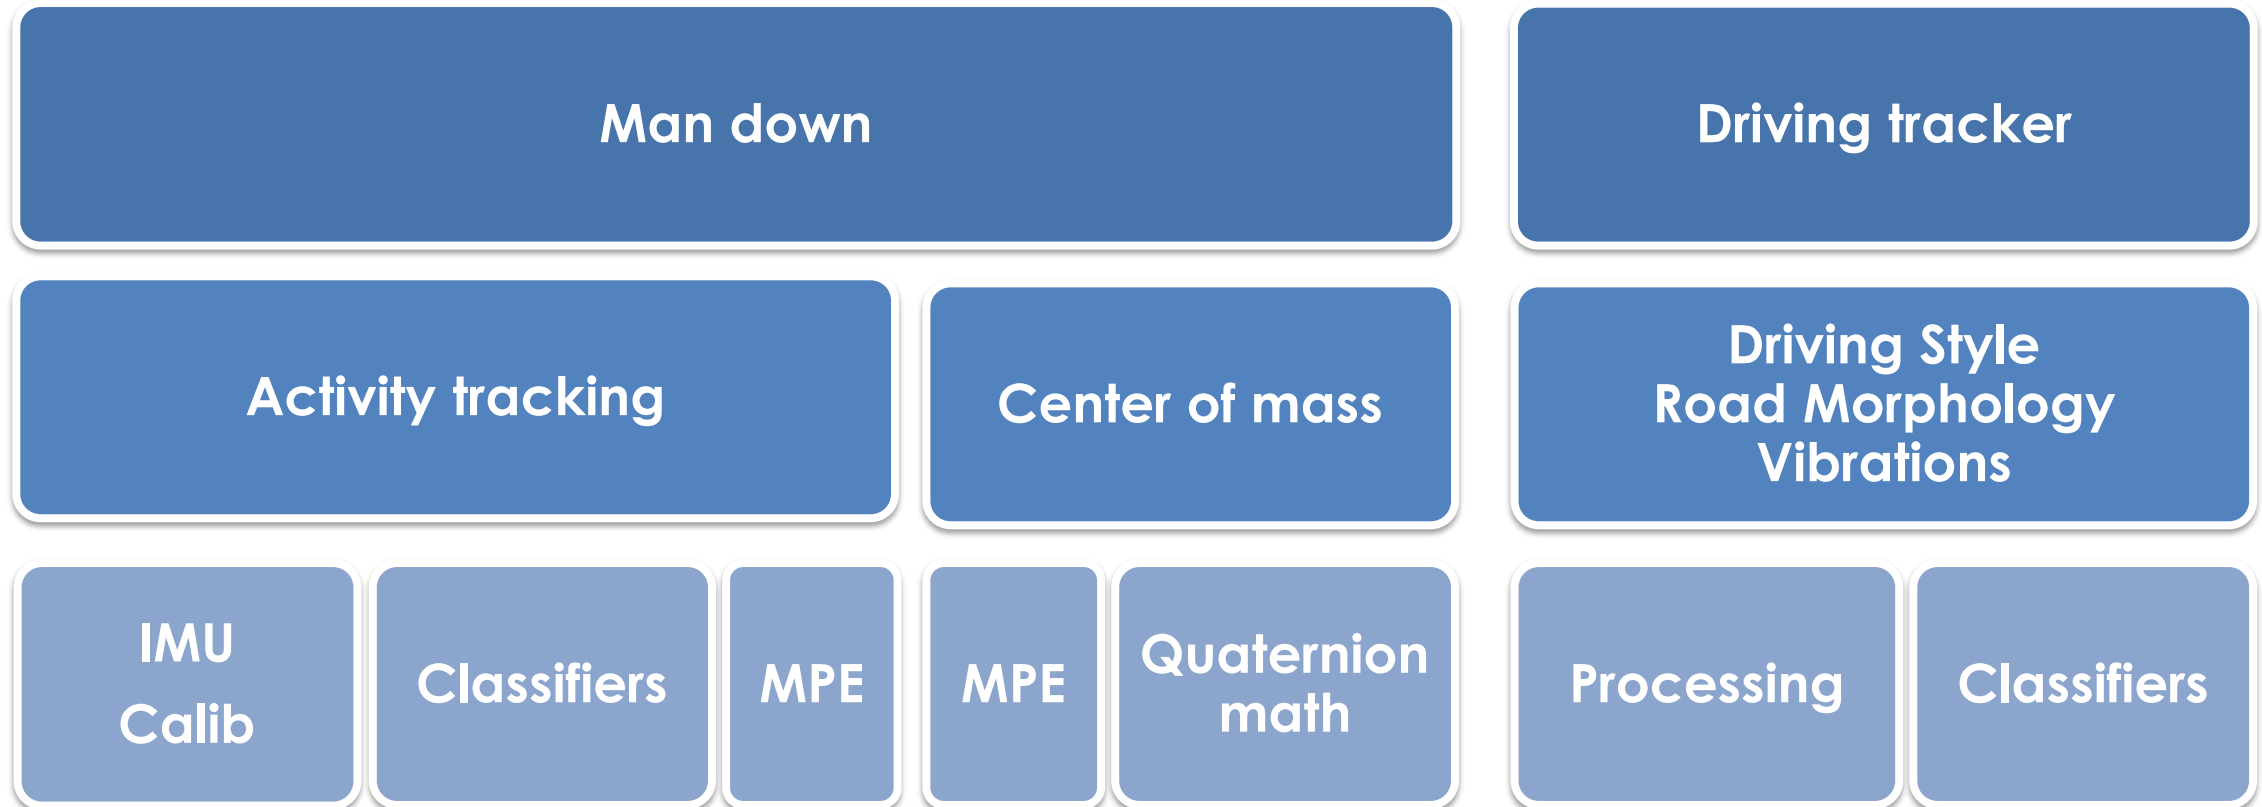 Man down
Driving tracker
Activity tracking
Center of mass
Driving Style
Road Morphology
Vibrations
IMU
Calib
Classifiers
MPE
MPE
Quaternion
math
Processing
Classifiers